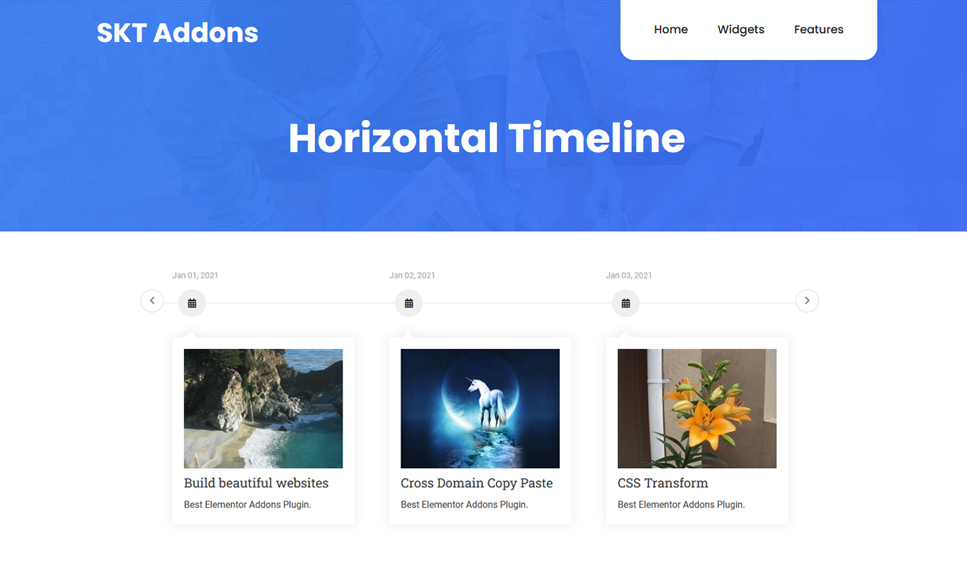 SKT Addons
Home Widgets Features
Horizontal Timeline
Jan 01, 2021 Jan 02, 2021 Jan 03, 2021
Build beautiful websites
Best Elementor Addons Plugin.
Cross Domain Copy Paste
Best Elementor Addons Plugin.
CSS Transform
Best Elementor Addons Plugin.